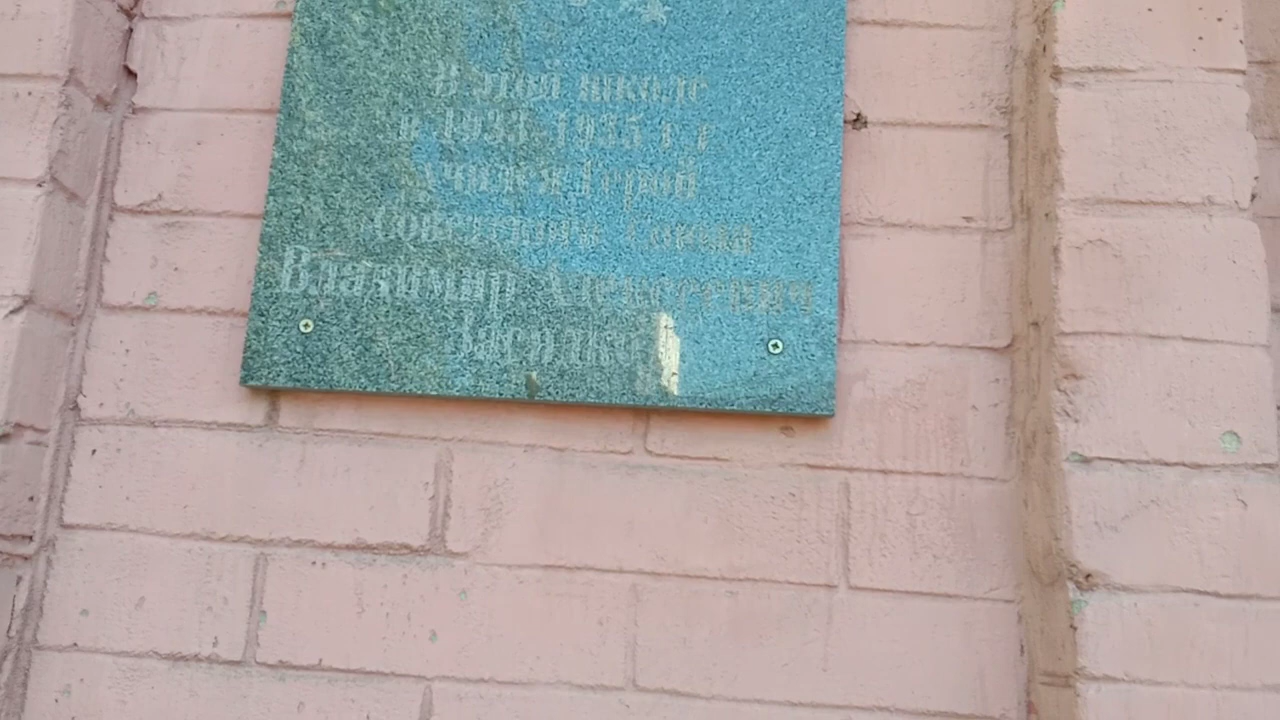 В этой школе
в 1933-1935 г.г
учился Герой
Советского Союза
Владимир Алексеевич